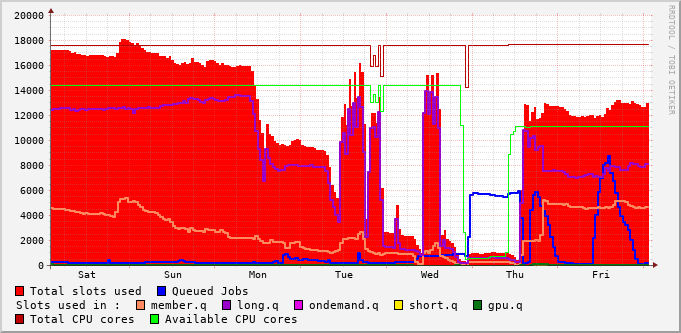 20000
18000
16000
14000
12000
10000
8000
6000
4000
2000
0
Sat Sun Mon Tue Wed Thu Fri
RRDTOOL / TOBI OETIKER
Total slots used Queued Jobs
Slots used in : member.q long.q ondemand.q short.q gpu.q
Total CPU cores Available CPU cores